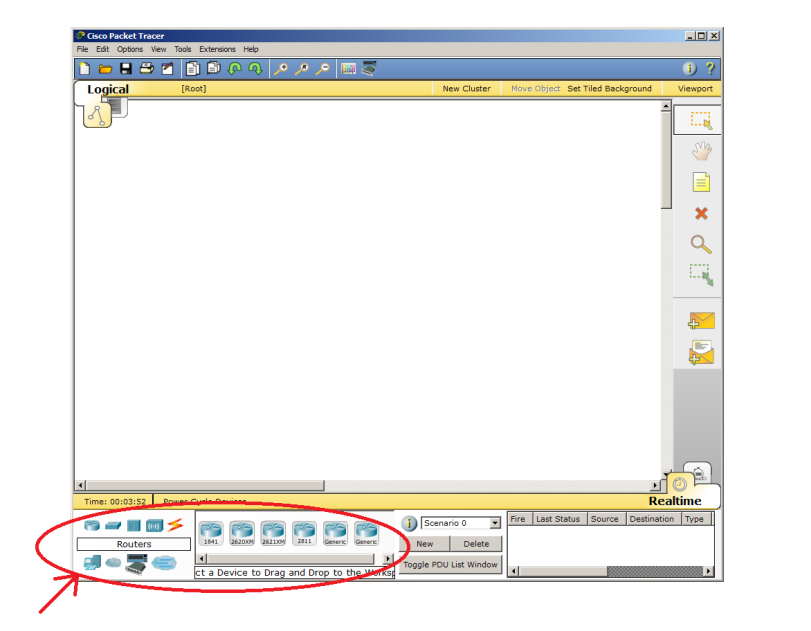 Cisco Packet Tracer
File Edit Options View Tools Extensions Help
Logical [Root] New Cluster Move Object Set Tiled Background Viewport
Time: 00:03:52 Power Cycle Devices Realtime
Scenario 0
Fire Last Status Source Destination Type
Routers
1841 2620XM 2621XM 2811 Generic Generic
New Delete
Toggle PDU List Window
ct a Device to Drag and Drop to the Worksp